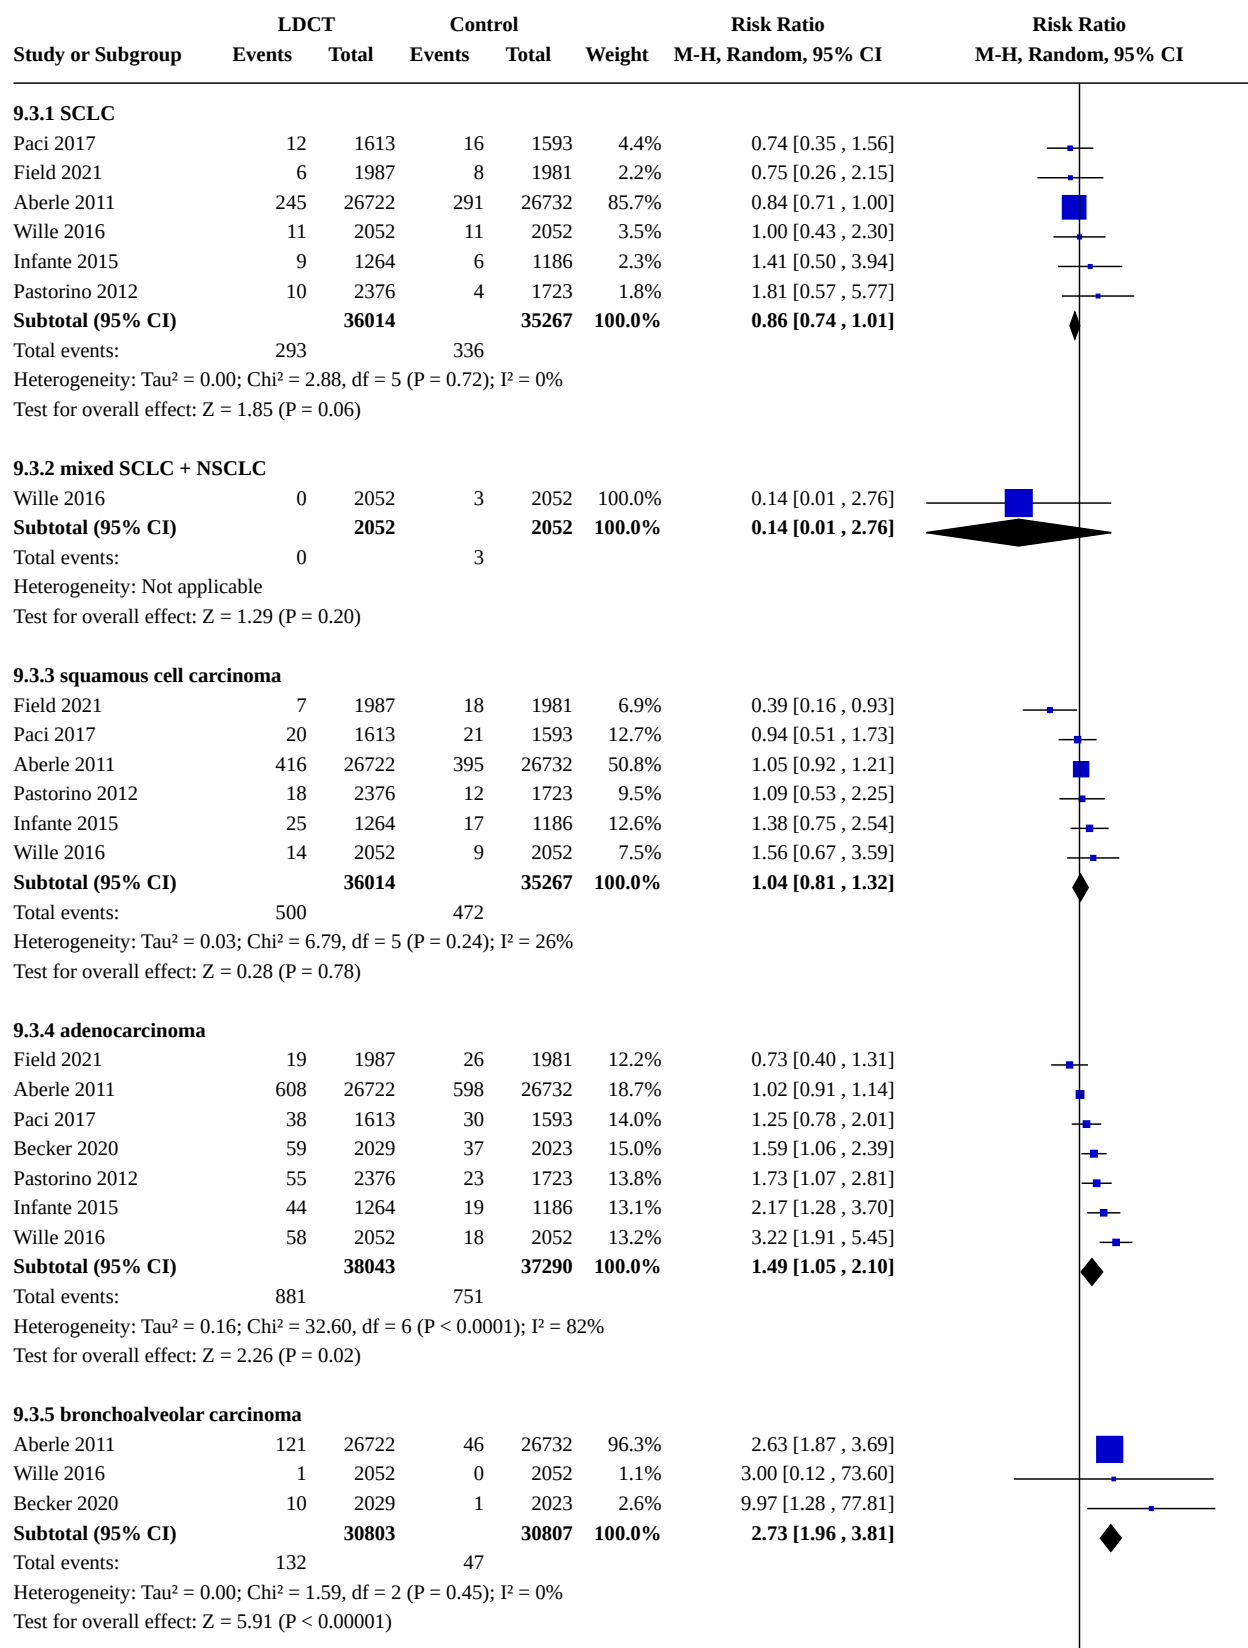 LDCT Control Risk Ratio Risk Ratio
Study or Subgroup Events Total Events Total Weight M-H, Random, 95% CI M-H, Random, 95% CI
9.3.1 SCLC
Paci 2017 12 1613 16 1593 4.4% 0.74 [0.35 , 1.56]
Field 2021 6 1987 8 1981 2.2% 0.75 [0.26 , 2.15]
Aberle 2011 245 26722 291 26732 85.7% 0.84 [0.71 , 1.00]
Wille 2016 11 2052 11 2052 3.5% 1.00 [0.43 , 2.30]
Infante 2015 9 1264 6 1186 2.3% 1.41 [0.50 , 3.94]
Pastorino 2012 10 2376 4 1723 1.8% 1.81 [0.57 , 5.77]
Subtotal (95% CI) 36014 35267 100.0% 0.86 [0.74 , 1.01]
Total events: 293 336
Heterogeneity: Tau² = 0.00; Chi² = 2.88, df = 5 (P = 0.72); I² = 0%
Test for overall effect: Z = 1.85 (P = 0.06)
9.3.2 mixed SCLC + NSCLC
Wille 2016 0 2052 3 2052 100.0% 0.14 [0.01 , 2.76]
Subtotal (95% CI) 2052 2052 100.0% 0.14 [0.01 , 2.76]
Total events: 0 3
Heterogeneity: Not applicable
Test for overall effect: Z = 1.29 (P = 0.20)
9.3.3 squamous cell carcinoma
Field 2021 7 1987 18 1981 6.9% 0.39 [0.16 , 0.93]
Paci 2017 20 1613 21 1593 12.7% 0.94 [0.51 , 1.73]
Aberle 2011 416 26722 395 26732 50.8% 1.05 [0.92 , 1.21]
Pastorino 2012 18 2376 12 1723 9.5% 1.09 [0.53 , 2.25]
Infante 2015 25 1264 17 1186 12.6% 1.38 [0.75 , 2.54]
Wille 2016 14 2052 9 2052 7.5% 1.56 [0.67 , 3.59]
Subtotal (95% CI) 36014 35267 100.0% 1.04 [0.81 , 1.32]
Total events: 500 472
Heterogeneity: Tau² = 0.03; Chi² = 6.79, df = 5 (P = 0.24); I² = 26%
Test for overall effect: Z = 0.28 (P = 0.78)
9.3.4 adenocarcinoma
Field 2021 19 1987 26 1981 12.2% 0.73 [0.40 , 1.31]
Aberle 2011 608 26722 598 26732 18.7% 1.02 [0.91 , 1.14]
Paci 2017 38 1613 30 1593 14.0% 1.25 [0.78 , 2.01]
Becker 2020 59 2029 37 2023 15.0% 1.59 [1.06 , 2.39]
Pastorino 2012 55 2376 23 1723 13.8% 1.73 [1.07 , 2.81]
Infante 2015 44 1264 19 1186 13.1% 2.17 [1.28 , 3.70]
Wille 2016 58 2052 18 2052 13.2% 3.22 [1.91 , 5.45]
Subtotal (95% CI) 38043 37290 100.0% 1.49 [1.05 , 2.10]
Total events: 881 751
Heterogeneity: Tau² = 0.16; Chi² = 32.60, df = 6 (P < 0.0001); I² = 82%
Test for overall effect: Z = 2.26 (P = 0.02)
9.3.5 bronchoalveolar carcinoma
Aberle 2011 121 26722 46 26732 96.3% 2.63 [1.87 , 3.69]
Wille 2016 1 2052 0 2052 1.1% 3.00 [0.12 , 73.60]
Becker 2020 10 2029 1 2023 2.6% 9.97 [1.28 , 77.81]
Subtotal (95% CI) 30803 30807 100.0% 2.73 [1.96 , 3.81]
Total events: 132 47
Heterogeneity: Tau² = 0.00; Chi² = 1.59, df = 2 (P = 0.45); I² = 0%
Test for overall effect: Z = 5.91 (P < 0.00001)